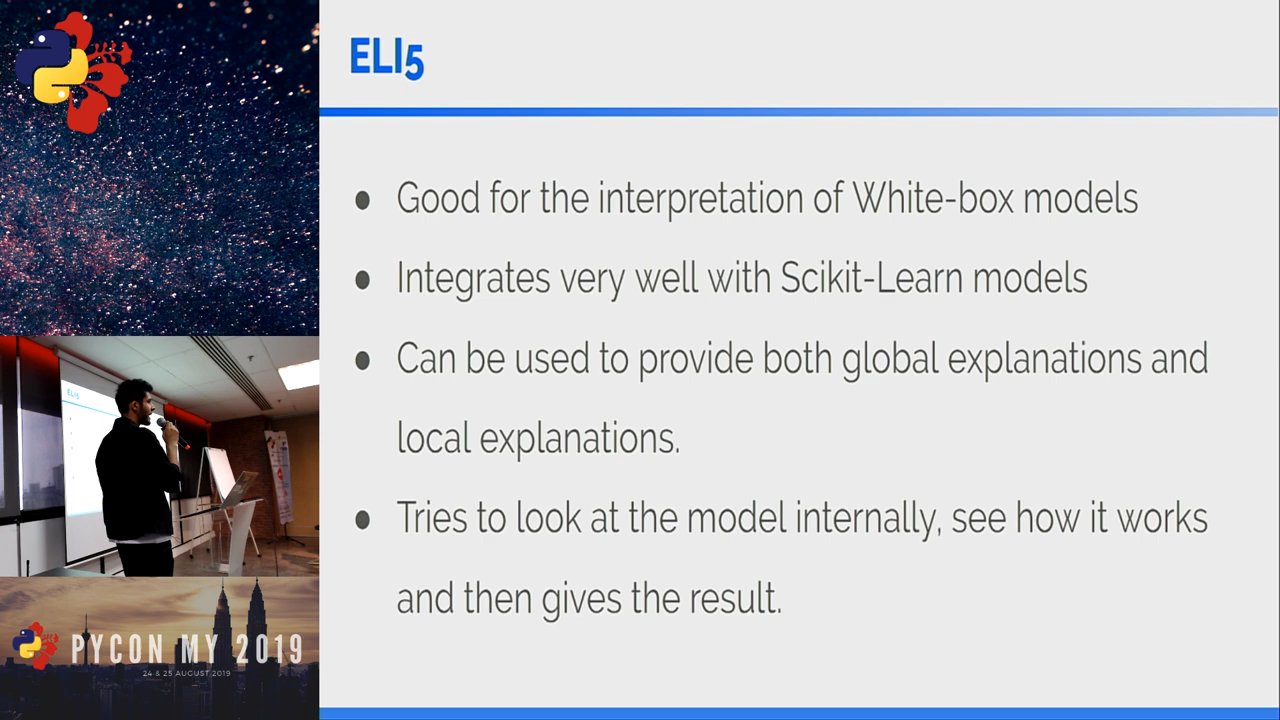 ELI5
● Good for the interpretation of White-box models
● Integrates very well with Scikit-Learn models
● Can be used to provide both global explanations and
local explanations.
● Tries to look at the model internally, see how it works
and then gives the result.
ELI5
PYCON MY 2019
24 & 25 AUGUST 2019